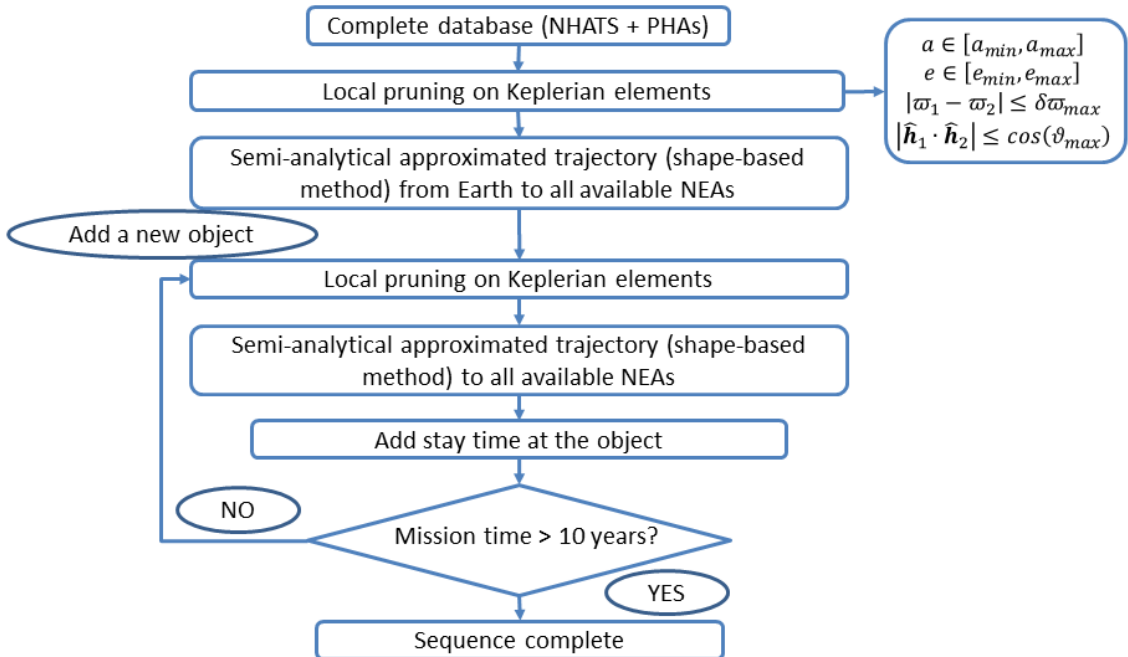 Complete database (NHATS + PHAs)
Local pruning on Keplerian elements
a ∈ [a_min, a_max]
e ∈ [e_min, e_max]
|ϖ₁ − ϖ₂| ≤ δϖ_max
|ĥ₁ · ĥ₂| ≤ cos(ϑ_max)
Semi-analytical approximated trajectory (shape-based
method) from Earth to all available NEAs
Add a new object
Local pruning on Keplerian elements
Semi-analytical approximated trajectory (shape-based
method) to all available NEAs
Add stay time at the object
NO
Mission time > 10 years?
YES
Sequence complete